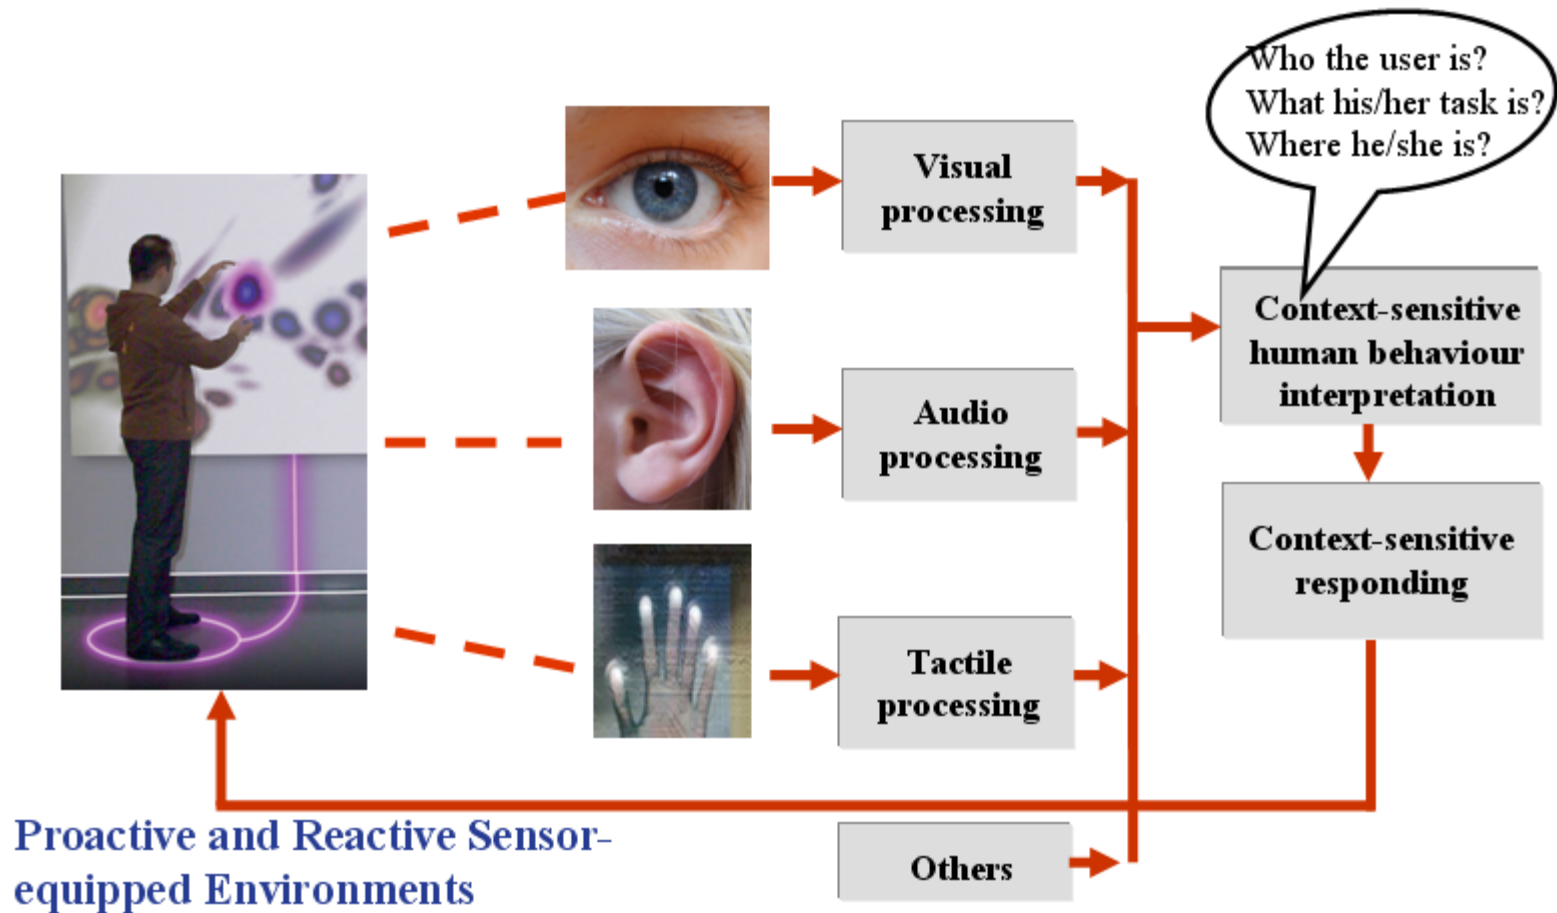 Who the user is?
What his/her task is?
Where he/she is?
Visual
processing
Context-sensitive
human behaviour
interpretation
Audio
processing
Context-sensitive
responding
Tactile
processing
Proactive and Reactive Sensor-
equipped Environments
Others